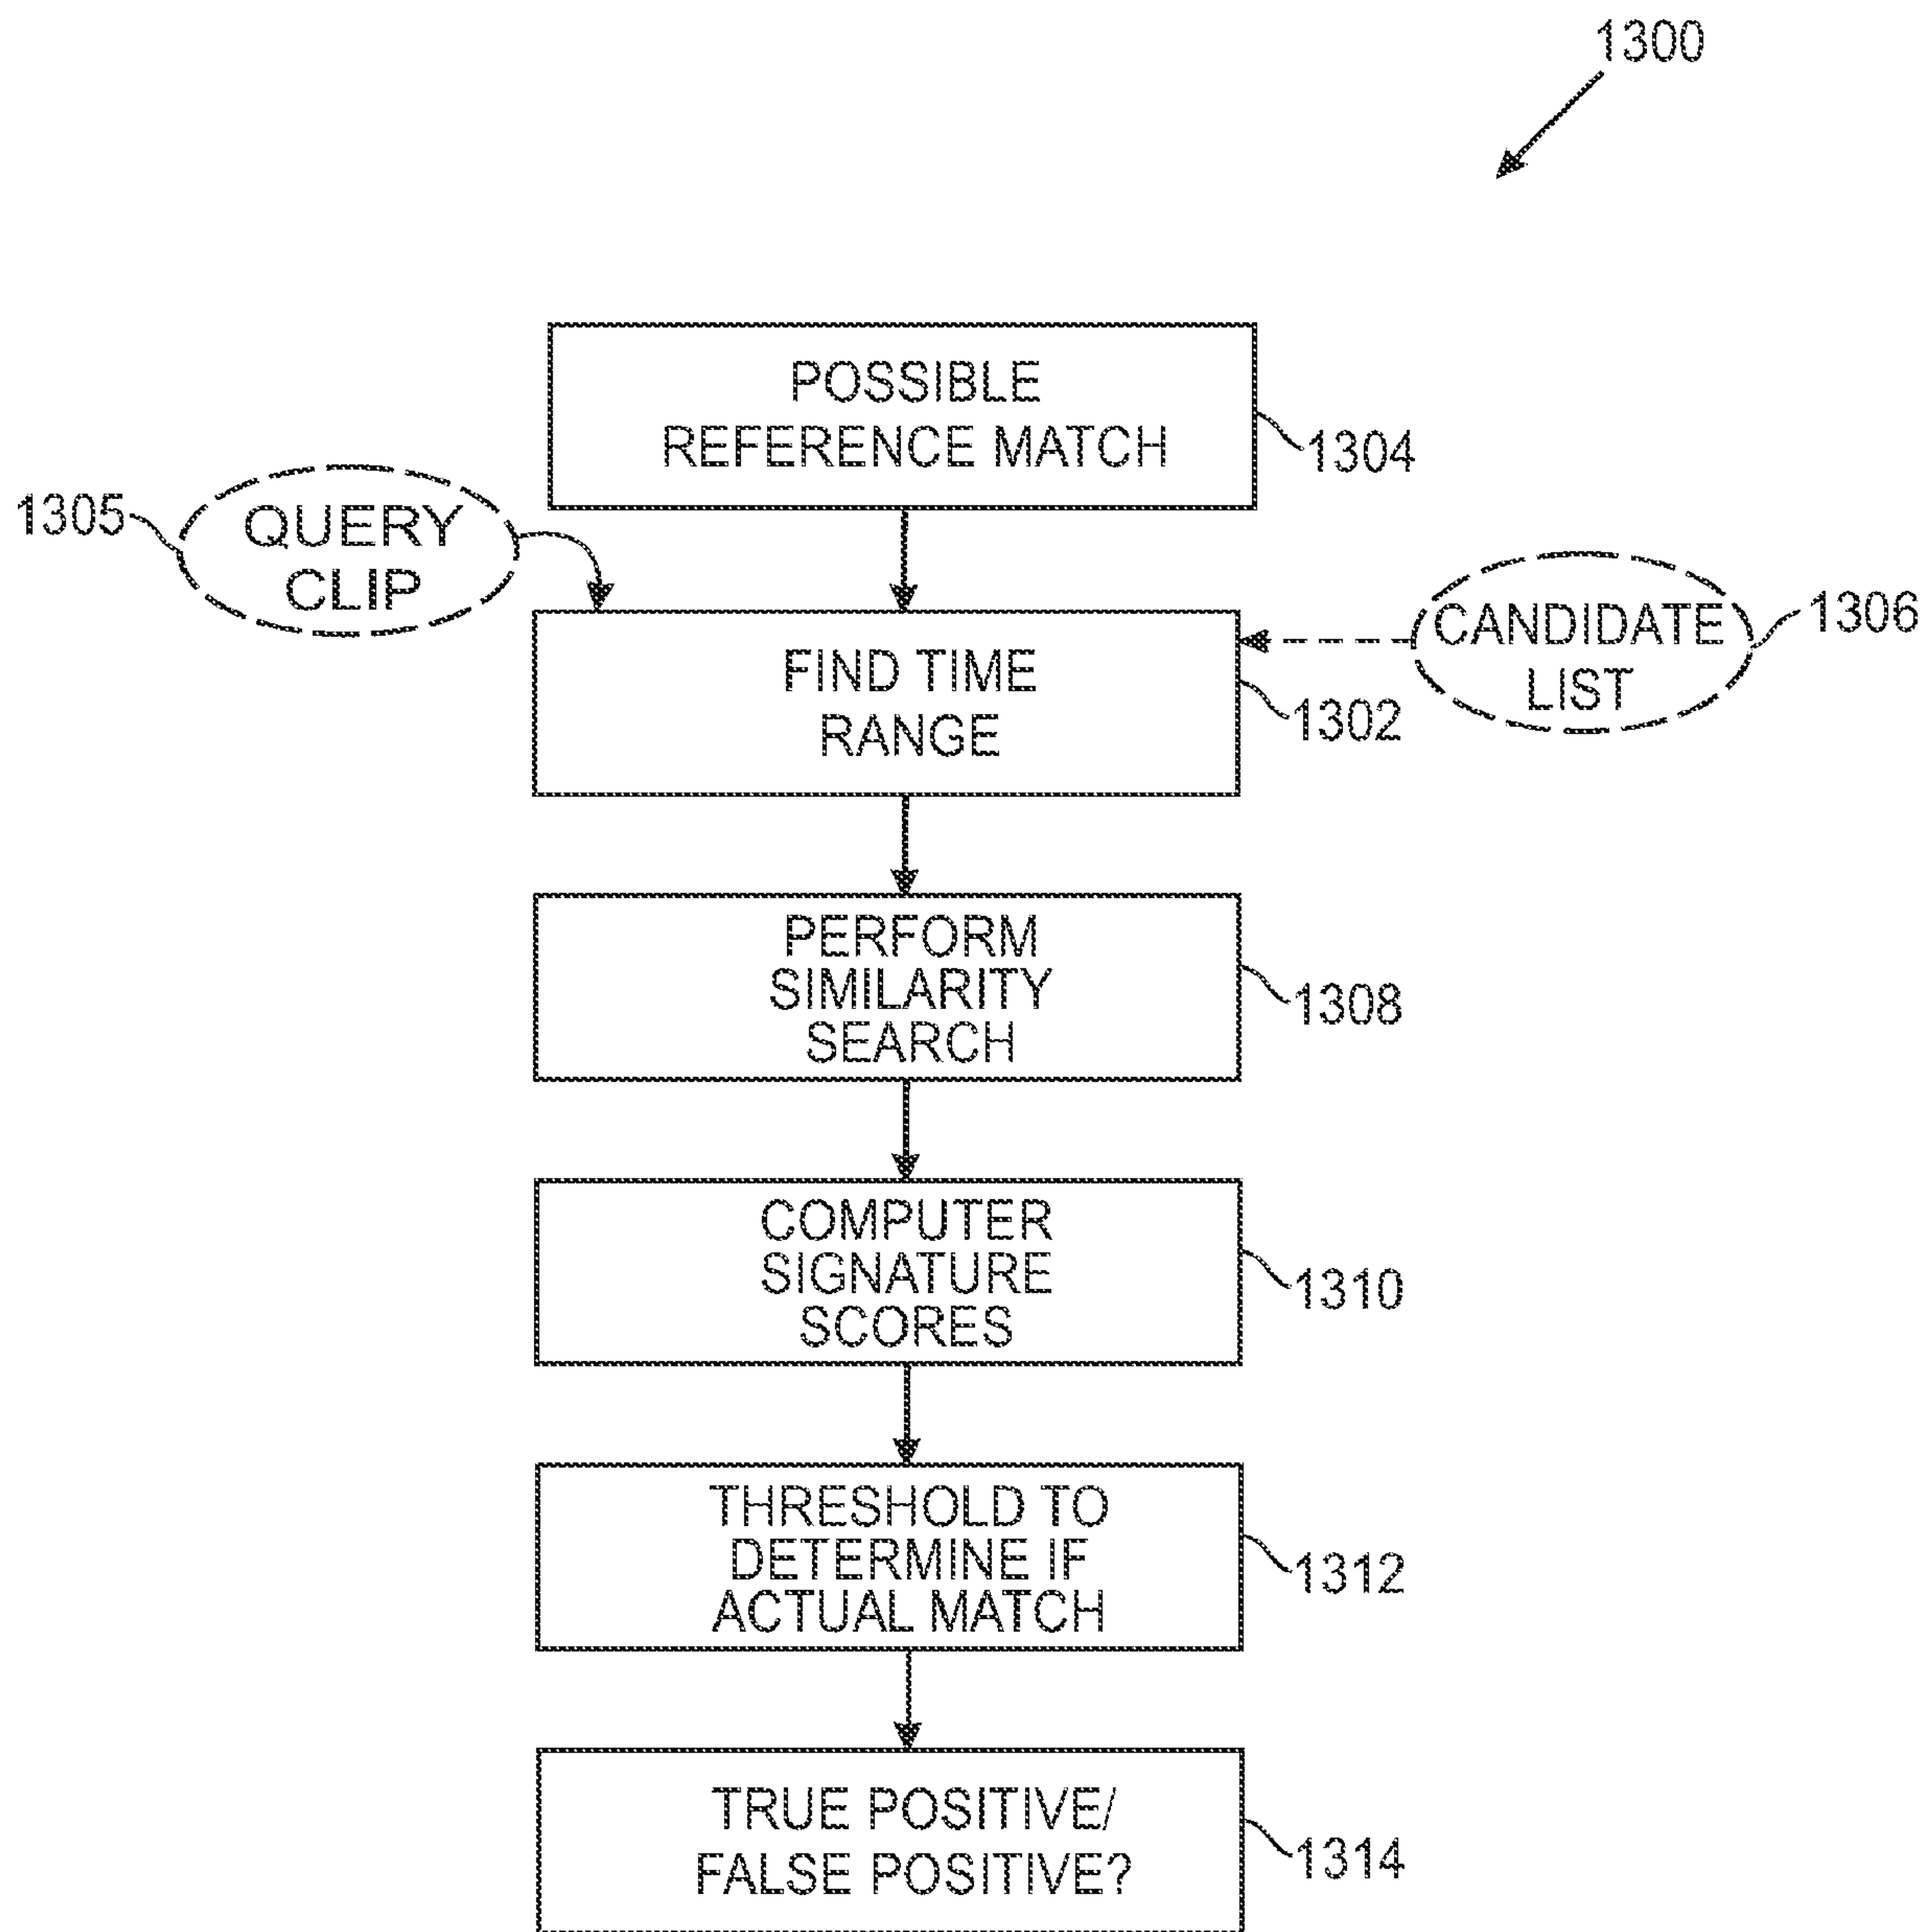 1300
POSSIBLE
REFERENCE MATCH
1304
1305
QUERY
CLIP
CANDIDATE
LIST
1306
FIND TIME
RANGE
1302
PERFORM
SIMILARITY
SEARCH
1308
COMPUTER
SIGNATURE
SCORES
1310
THRESHOLD TO
DETERMINE IF
ACTUAL MATCH
1312
TRUE POSITIVE/
FALSE POSITIVE?
1314